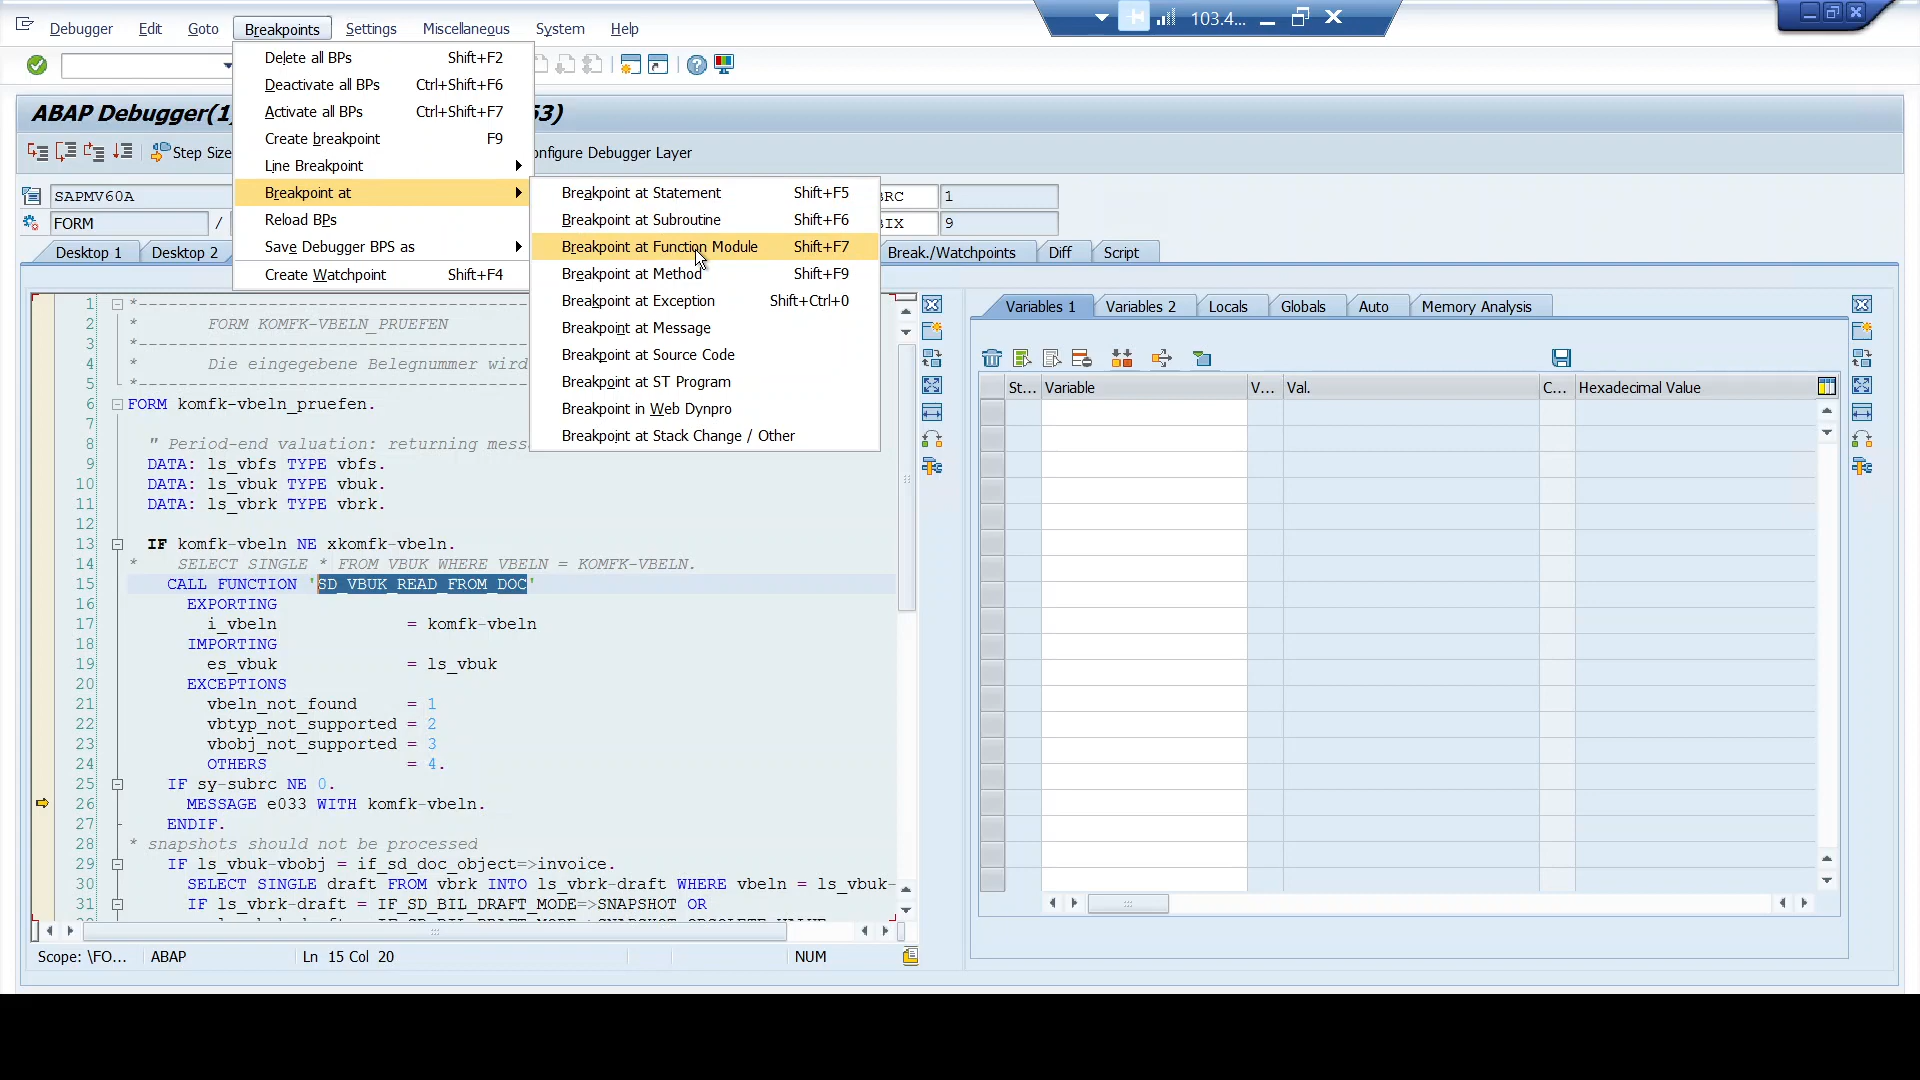 Debugger Edit Goto Breakpoints Settings Miscellaneous System Help
103.4...
Delete all BPs Shift+F2
Deactivate all BPs Ctrl+Shift+F6
Activate all BPs Ctrl+Shift+F7
Create breakpoint F9
Line Breakpoint
Breakpoint at
Reload BPs
Save Debugger BPS as
Create Watchpoint Shift+F4
ABAP Debugger(1)
53)
Step Size
onfigure Debugger Layer
SAPMV60A
RC 1
FORM /
IX 9
Breakpoint at Statement Shift+F5
Breakpoint at Subroutine Shift+F6
Breakpoint at Function Module Shift+F7
Breakpoint at Method Shift+F9
Breakpoint at Exception Shift+Ctrl+0
Breakpoint at Message
Breakpoint at Source Code
Breakpoint at ST Program
Breakpoint in Web Dynpro
Breakpoint at Stack Change / Other
Desktop 1 Desktop 2 Break./Watchpoints Diff Script
1 *----------------------------------------
2 * FORM KOMFK-VBELN_PRUEFEN
3 *----------------------------------------
4 * Die eingegebene Belegnummer wird
5 *----------------------------------------
6 FORM komfk-vbeln_pruefen.
7
8 " Period-end valuation: returning mess
9 DATA: ls_vbfs TYPE vbfs.
10 DATA: ls_vbuk TYPE vbuk.
11 DATA: ls_vbrk TYPE vbrk.
12
13 IF komfk-vbeln NE xkomfk-vbeln.
14 * SELECT SINGLE * FROM VBUK WHERE VBELN = KOMFK-VBELN.
15 CALL FUNCTION 'SD_VBUK_READ_FROM_DOC'
16 EXPORTING
17 i_vbeln = komfk-vbeln
18 IMPORTING
19 es_vbuk = ls_vbuk
20 EXCEPTIONS
21 vbeln_not_found = 1
22 vbtyp_not_supported = 2
23 vbobj_not_supported = 3
24 OTHERS = 4.
25 IF sy-subrc NE 0.
26 MESSAGE e033 WITH komfk-vbeln.
27 ENDIF.
28 * snapshots should not be processed
29 IF ls_vbuk-vbobj = if_sd_doc_object=>invoice.
30 SELECT SINGLE draft FROM vbrk INTO ls_vbrk-draft WHERE vbeln = ls_vbuk-
31 IF ls_vbrk-draft = IF_SD_BIL_DRAFT_MODE=>SNAPSHOT OR
Scope: \FO... ABAP Ln 15 Col 20 NUM
Variables 1 Variables 2 Locals Globals Auto Memory Analysis
St... Variable V... Val. C... Hexadecimal Value